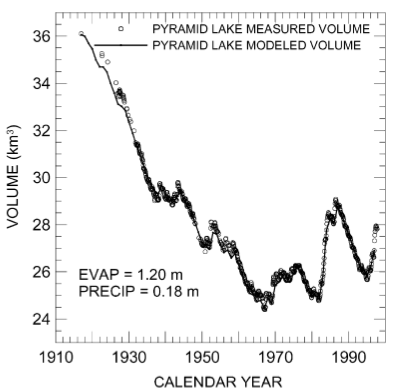 PYRAMID LAKE MEASURED VOLUME
PYRAMID LAKE MODELED VOLUME
36
34
32
30
28
26
24
VOLUME (km³)
EVAP = 1.20 m
PRECIP = 0.18 m
1910 1930 1950 1970 1990
CALENDAR YEAR